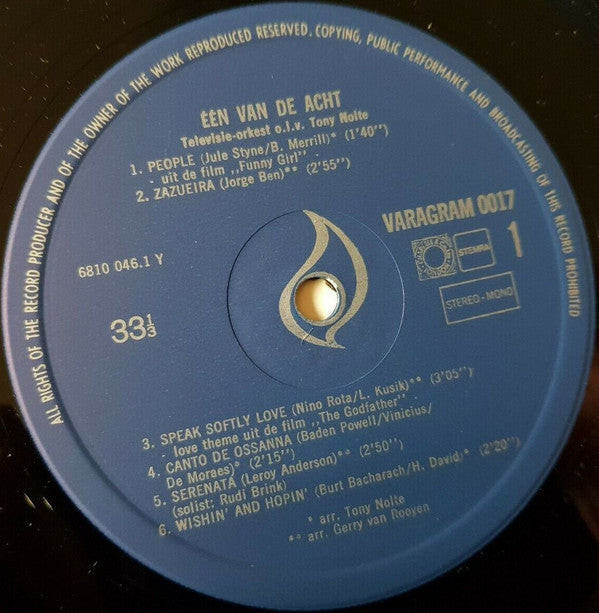 ALL RIGHTS OF THE RECORD PRODUCER AND OF THE OWNER OF THE WORK REPRODUCED RESERVED. COPYING, PUBLIC PERFORMANCE AND BROADCASTING OF THIS RECORD PROHIBITED
ÉÉN VAN DE ACHT
Televisie-orkest o.l.v. Tony Nolte
1. PEOPLE (Jule Styne/B. Merrill)* (1'40'')
- uit de film ,,Funny Girl'' -
2. ZAZUEIRA (Jorge Ben)** (2'55'')
VARAGRAM 0017
6810 046.1 Y
STEMRA
1
STEREO-MONO
33⅓
3. SPEAK SOFTLY LOVE (Nino Rota/L. Kusik)** (3'05'')
- love theme uit de film ,,The Godfather'' -
4. CANTO DE OSSANNA (Baden Powell/Vinicius/
De Moraes)* (2'15'')
5. SERENATA (Leroy Anderson)** (2'50'')
(solist: Rudi Brink)
6. WISHIN' AND HOPIN' (Burt Bacharach/H. David)* (2'20'')
* arr. Tony Nolte
** arr. Gerry van Rooyen